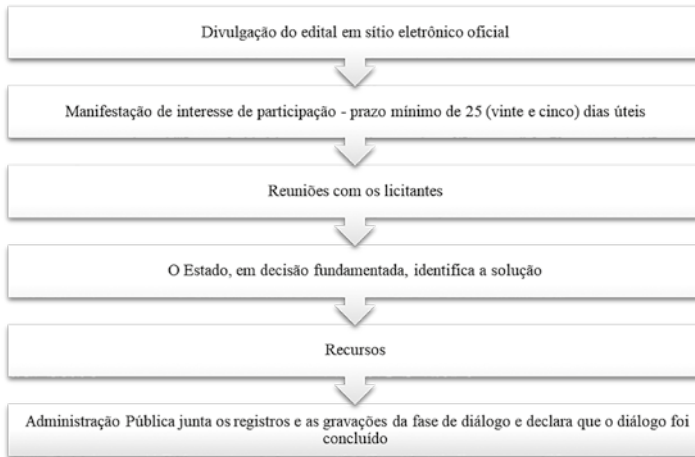 Divulgação do edital em sítio eletrônico oficial
Manifestação de interesse de participação - prazo mínimo de 25 (vinte e cinco) dias úteis
Reuniões com os licitantes
O Estado, em decisão fundamentada, identifica a solução
Recursos
Administração Pública junta os registros e as gravações da fase de diálogo e declara que o diálogo foi
concluído